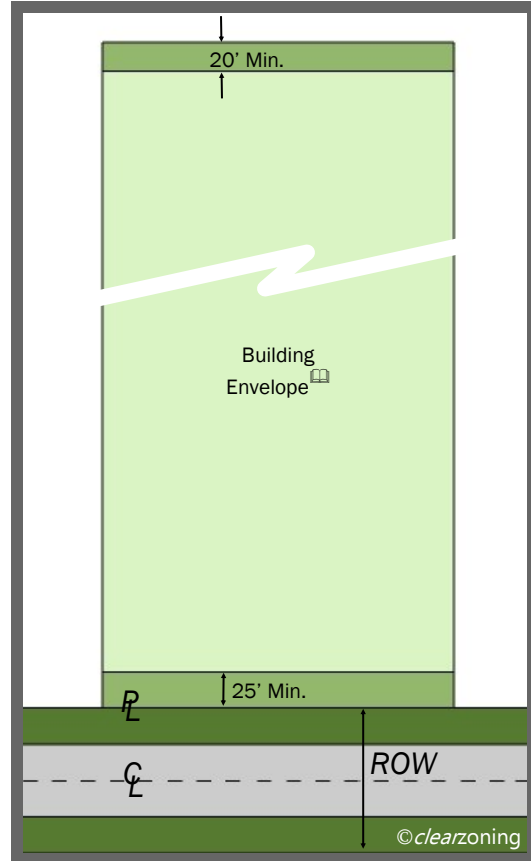 20’ Min.
Building
Envelope
25’ Min.
PL
CL
ROW
©clearzoning